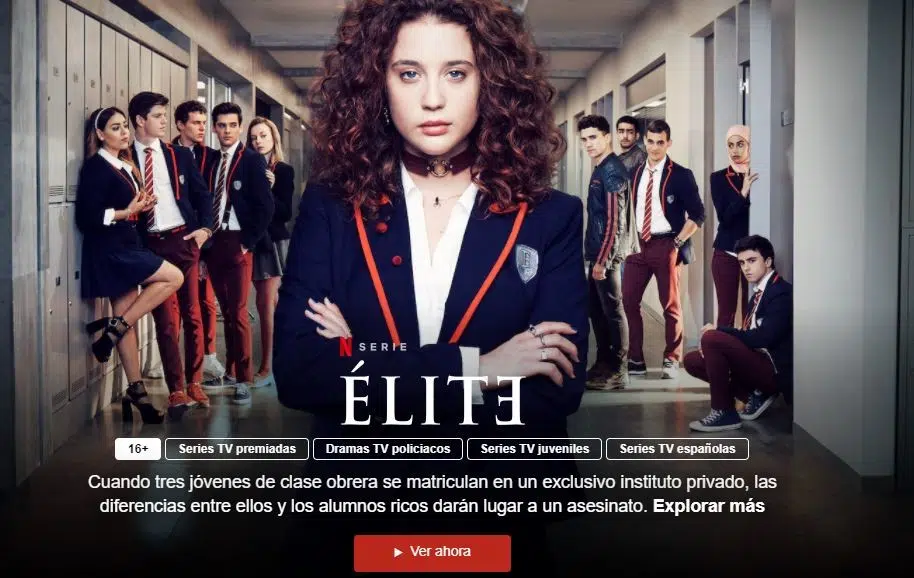 N SERIE
ÉLITE
16+ Series TV premiadas Dramas TV policiacos Series TV juveniles Series TV españolas
Cuando tres jóvenes de clase obrera se matriculan en un exclusivo instituto privado, las
diferencias entre ellos y los alumnos ricos darán lugar a un asesinato. Explorar más
Ver ahora